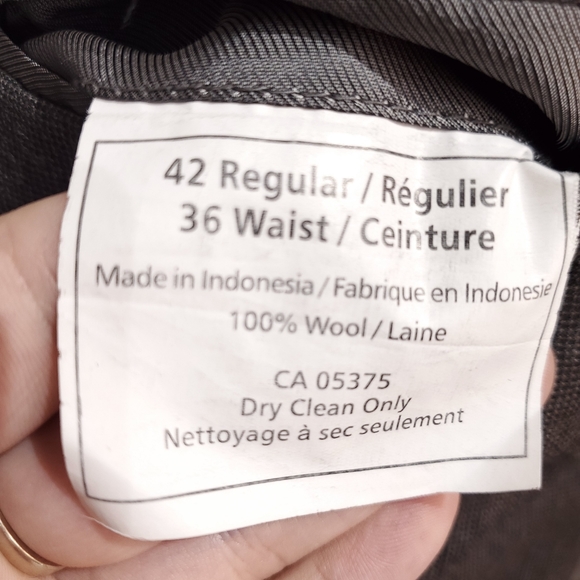 42 Regular / Régulier
36 Waist / Ceinture
Made in Indonesia / Fabrique en Indonesie
100% Wool / Laine
CA 05375
Dry Clean Only
Nettoyage à sec seulement